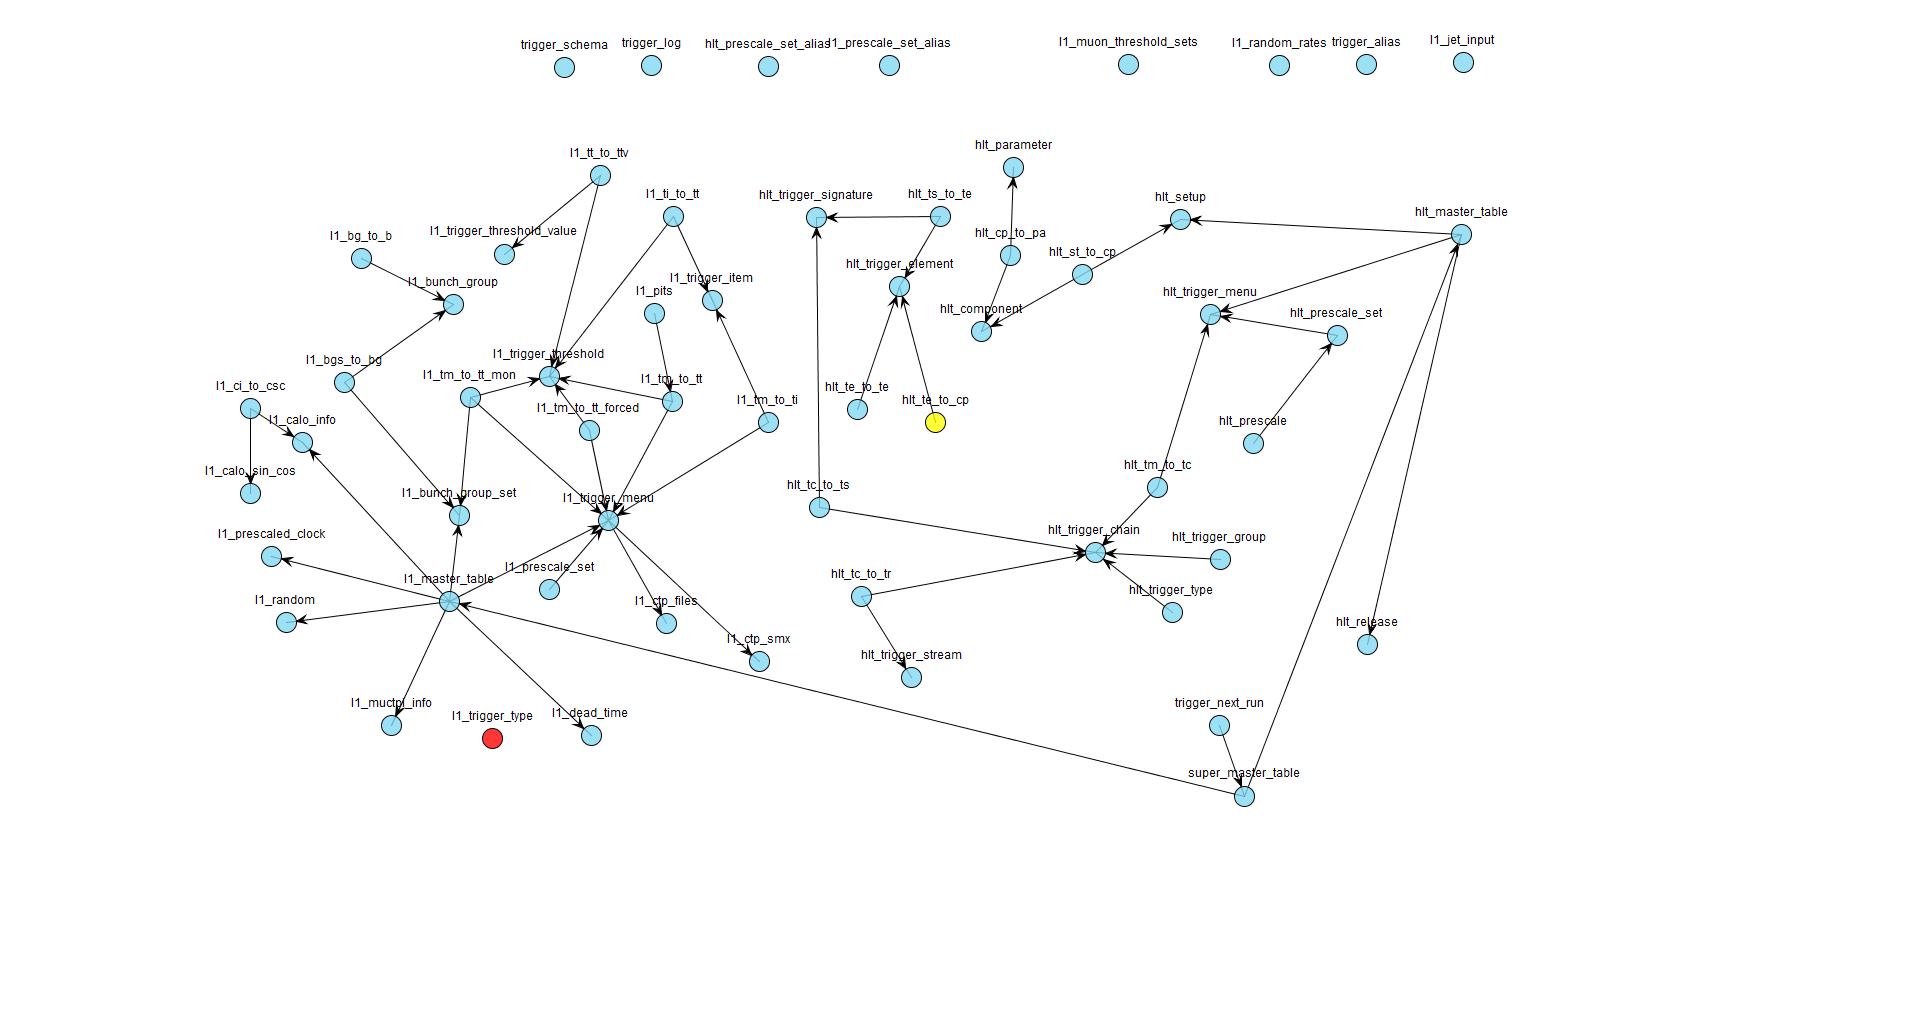 trigger_schema
trigger_log
hlt_prescale_set_alias
l1_prescale_set_alias
l1_muon_threshold_sets
l1_random_rates
trigger_alias
l1_jet_input
l1_tt_to_ttv
hlt_parameter
l1_ti_to_tt
hlt_trigger_signature
hlt_ts_to_te
hlt_setup
hlt_master_table
l1_bg_to_b
l1_trigger_threshold_value
hlt_cp_to_pa
hlt_st_to_cp
hlt_trigger_element
l1_bunch_group
l1_pits
l1_trigger_item
hlt_component
hlt_trigger_menu
hlt_prescale_set
l1_bgs_to_bg
l1_trigger_threshold
l1_ci_to_csc
l1_tm_to_tt_mon
l1_tm_to_tt
hlt_te_to_te
l1_calo_info
l1_tm_to_tt_forced
l1_tm_to_ti
hlt_te_to_cp
hlt_prescale
l1_calo_sin_cos
l1_bunch_group_set
l1_trigger_menu
hlt_tc_to_ts
hlt_tm_to_tc
l1_prescaled_clock
hlt_trigger_chain
hlt_trigger_group
l1_master_table
l1_prescale_set
hlt_tc_to_tr
hlt_trigger_type
l1_random
l1_ctp_files
l1_ctp_smx
hlt_trigger_stream
hlt_release
l1_muctpi_info
l1_trigger_type
l1_dead_time
trigger_next_run
super_master_table